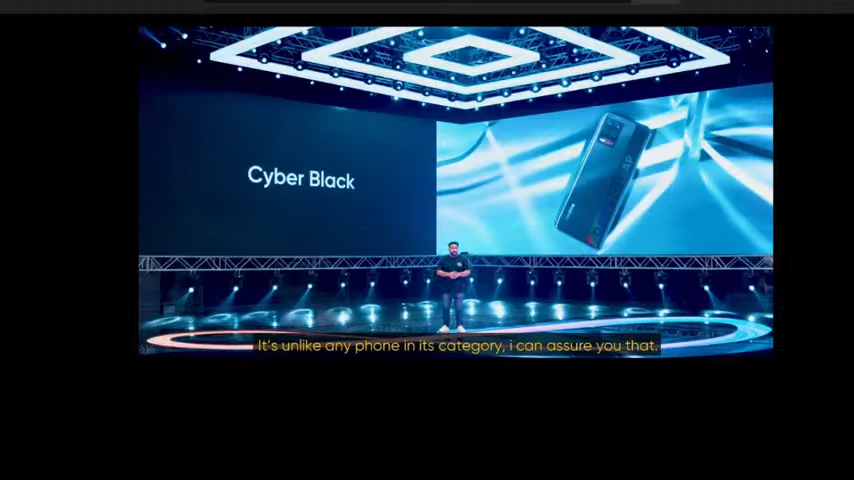 Cyber Black
It's unlike any phone in its category, i can assure you that.